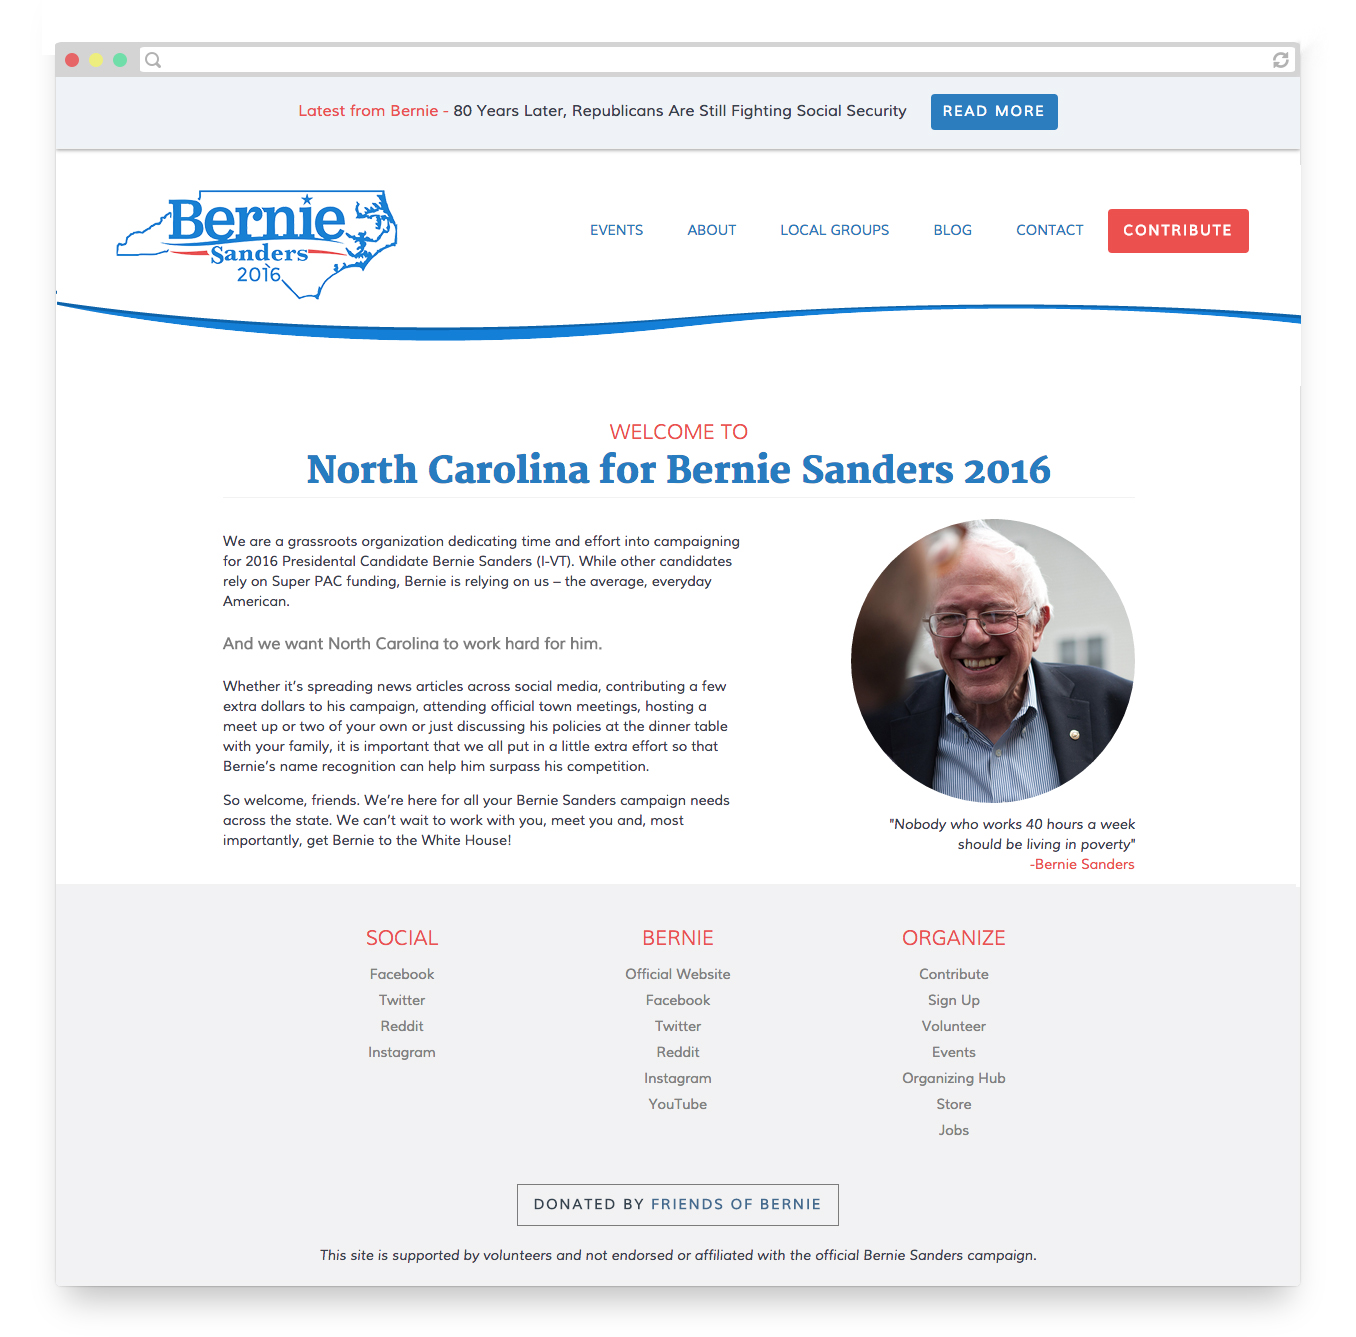 Latest from Bernie - 80 Years Later, Republicans Are Still Fighting Social Security READ MORE
Bernie
Sanders
2016
EVENTS ABOUT LOCAL GROUPS BLOG CONTACT CONTRIBUTE
WELCOME TO
North Carolina for Bernie Sanders 2016
We are a grassroots organization dedicating time and effort into campaigning
for 2016 Presidental Candidate Bernie Sanders (I-VT). While other candidates
rely on Super PAC funding, Bernie is relying on us – the average, everyday
American.
And we want North Carolina to work hard for him.
Whether it's spreading news articles across social media, contributing a few
extra dollars to his campaign, attending official town meetings, hosting a
meet up or two of your own or just discussing his policies at the dinner table
with your family, it is important that we all put in a little extra effort so that
Bernie's name recognition can help him surpass his competition.
So welcome, friends. We're here for all your Bernie Sanders campaign needs
across the state. We can't wait to work with you, meet you and, most
importantly, get Bernie to the White House!
"Nobody who works 40 hours a week
should be living in poverty"
-Bernie Sanders
SOCIAL
Facebook
Twitter
Reddit
Instagram
BERNIE
Official Website
Facebook
Twitter
Reddit
Instagram
YouTube
ORGANIZE
Contribute
Sign Up
Volunteer
Events
Organizing Hub
Store
Jobs
DONATED BY FRIENDS OF BERNIE
This site is supported by volunteers and not endorsed or affiliated with the official Bernie Sanders campaign.